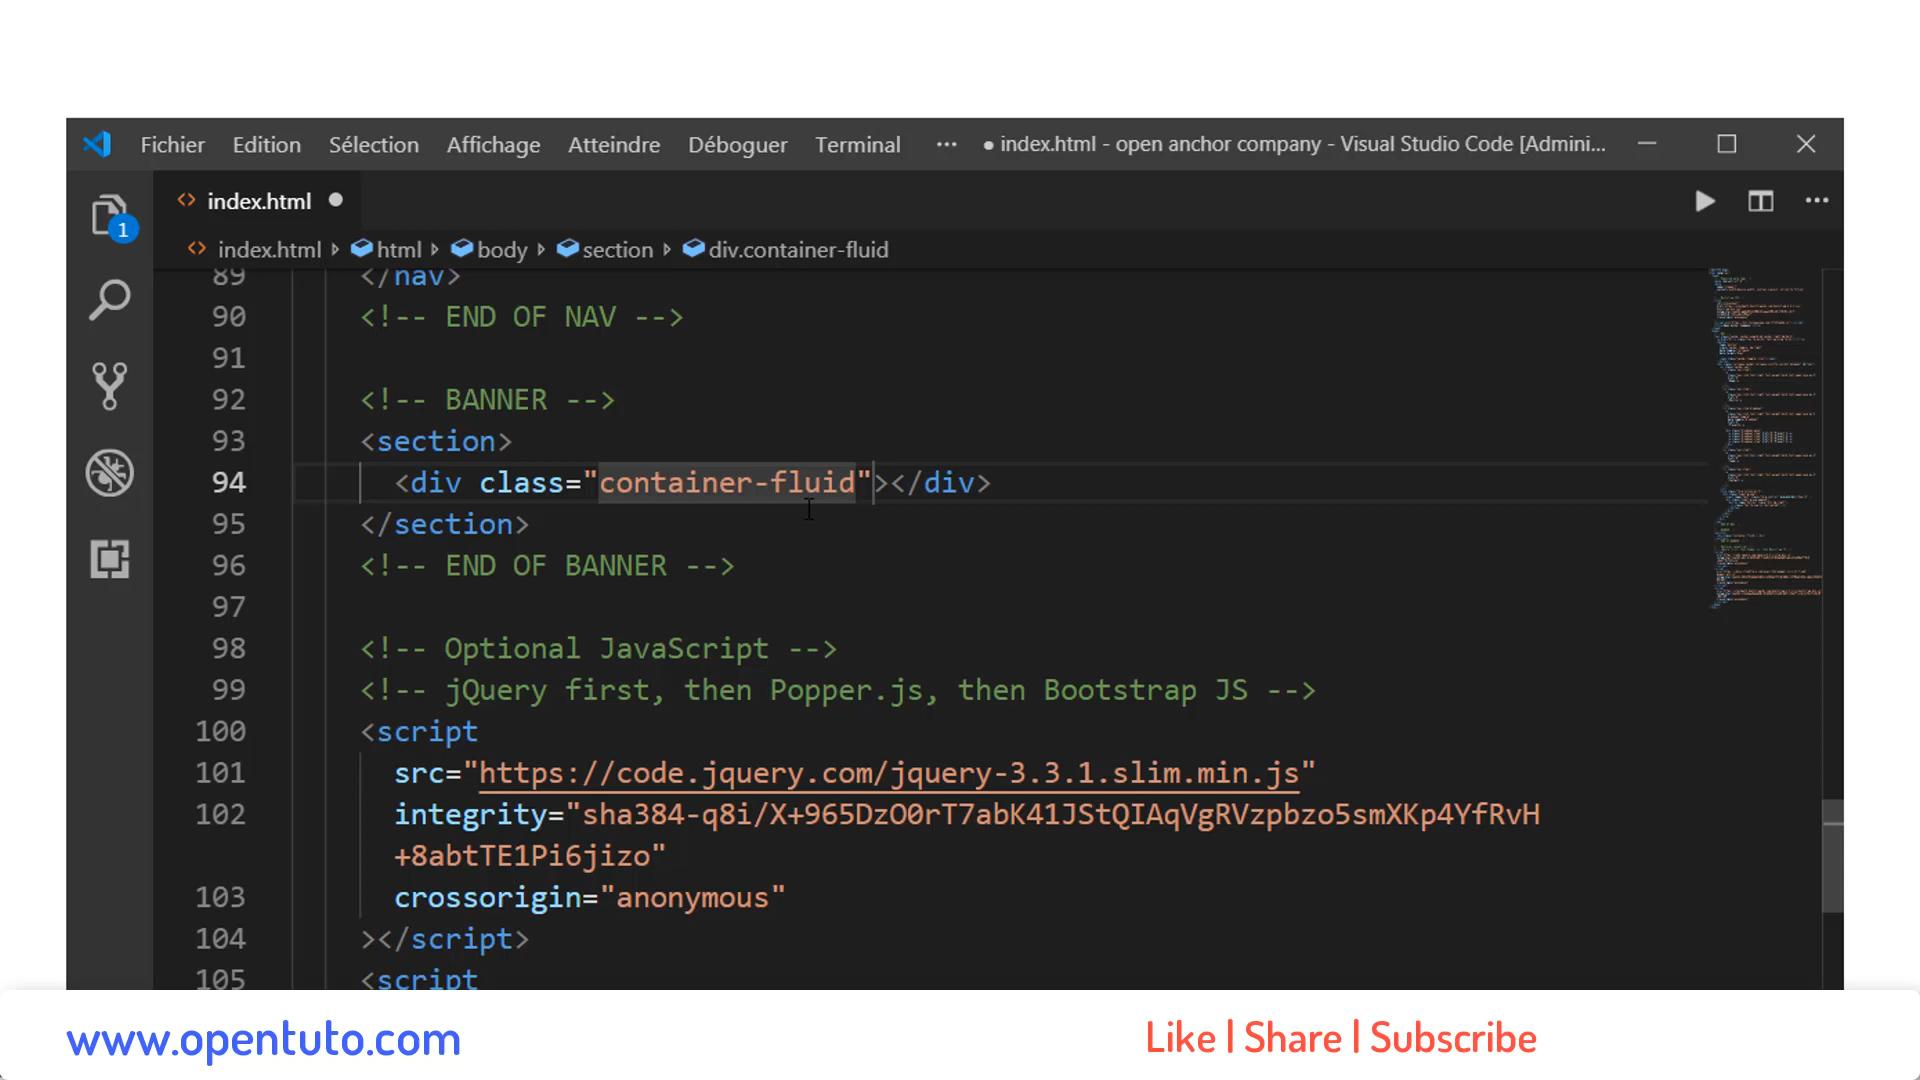 Fichier Edition Sélection Affichage Atteindre Déboguer Terminal ··· ● index.html - open anchor company - Visual Studio Code [Admini...
1
<> index.html ●
<> index.html > html > body > section > div.container-fluid
89 </nav>
90 <!-- END OF NAV -->
91
92 <!-- BANNER -->
93 <section>
94 <div class="container-fluid"></div>
95 </section>
96 <!-- END OF BANNER -->
97
98 <!-- Optional JavaScript -->
99 <!-- jQuery first, then Popper.js, then Bootstrap JS -->
100 <script
101 src="https://code.jquery.com/jquery-3.3.1.slim.min.js"
102 integrity="sha384-q8i/X+965DzO0rT7abK41JStQIAqVgRVzpbzo5smXKp4YfRvH
+8abtTE1Pi6jizo"
103 crossorigin="anonymous"
104 ></script>
105 <script
www.opentuto.com
Like | Share | Subscribe